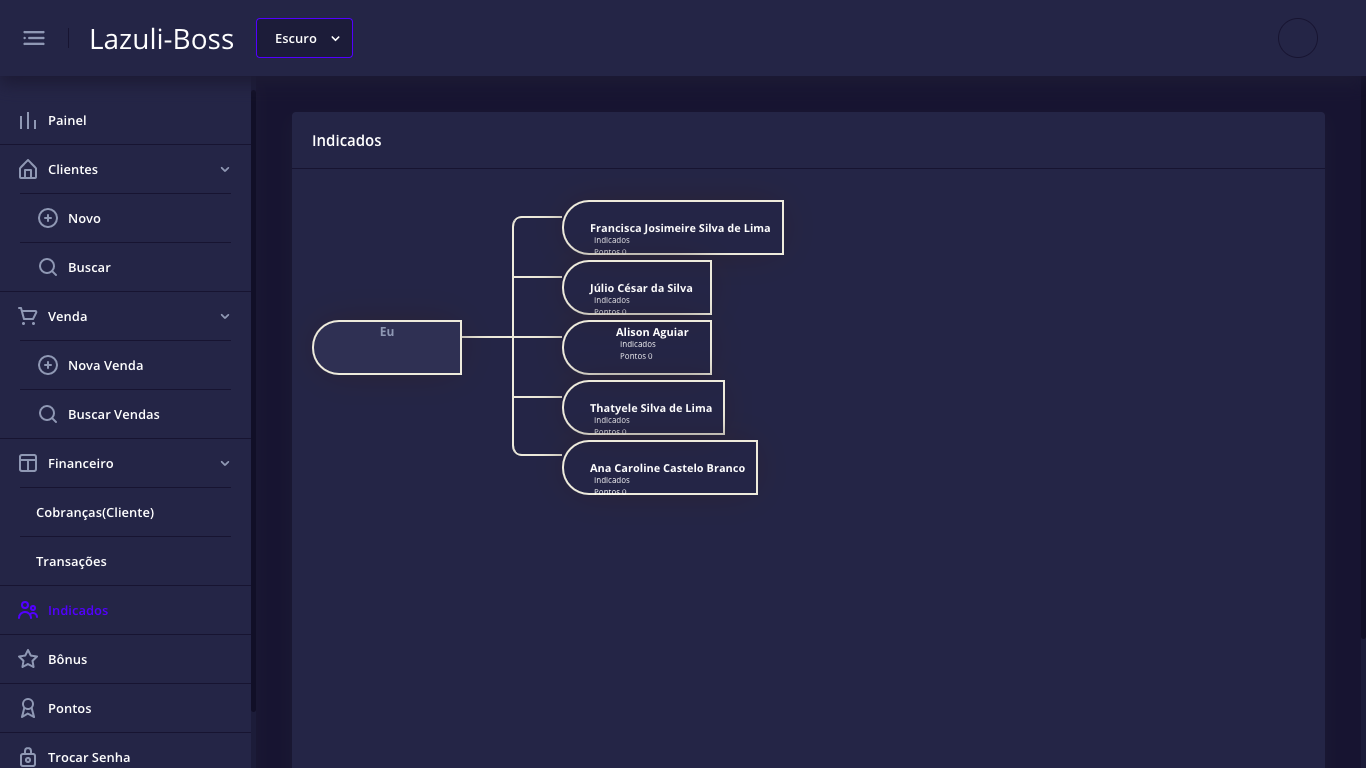 Lazuli-Boss
Escuro
Painel
Clientes
Novo
Buscar
Venda
Nova Venda
Buscar Vendas
Financeiro
Cobranças(Cliente)
Transações
Indicados
Bônus
Pontos
Trocar Senha
Indicados
Eu
Francisca Josimeire Silva de Lima
Indicados
Pontos 0
Júlio César da Silva
Indicados
Pontos 0
Alison Aguiar
Indicados
Pontos 0
Thatyele Silva de Lima
Indicados
Pontos 0
Ana Caroline Castelo Branco
Indicados
Pontos 0